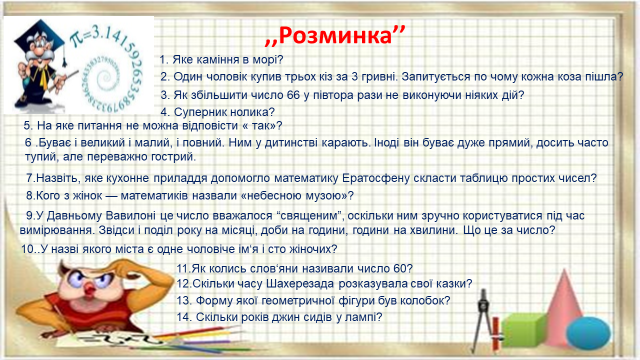 ,,Розминка’’
π=3.14159265358979323846264338327950288
1. Яке каміння в морі?
2. Один чоловік купив трьох кіз за 3 гривні. Запитується по чому кожна коза пішла?
3. Як збільшити число 66 у півтора рази не виконуючи ніяких дій?
4. Суперник нолика?
5. На яке питання не можна відповісти « так»?
6 .Буває і великий і малий, і повний. Ним у дитинстві карають. Іноді він буває дуже прямий, досить часто
тупий, але переважно гострий.
7.Назвіть, яке кухонне приладдя допомогло математику Ератосфену скласти таблицю простих чисел?
8.Кого з жінок — математиків назвали «небесною музою»?
9.У Давньому Вавилоні це число вважалося “священим”, оскільки ним зручно користуватися під час
вимірювання. Звідси і поділ року на місяці, доби на години, години на хвилини. Що це за число?
10..У назві якого міста є одне чоловіче ім‘я і сто жіночих?
11.Як колись слов‘яни називали число 60?
12.Скільки часу Шахерезада розказувала свої казки?
13. Форму якої геометричної фігури був колобок?
14. Скільки років джин сидів у лампі?